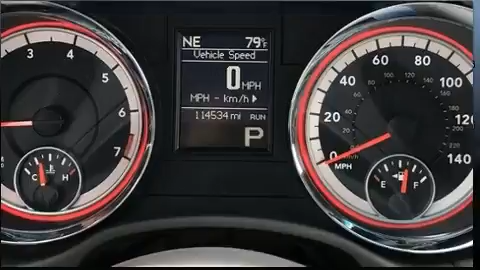 NE 79°F
Vehicle Speed
0 MPH
MPH - km/h
114534 mi RUN
P
3 4 5 6 7
C H
0 20 40 60 80 100 120 140
MPH
E F